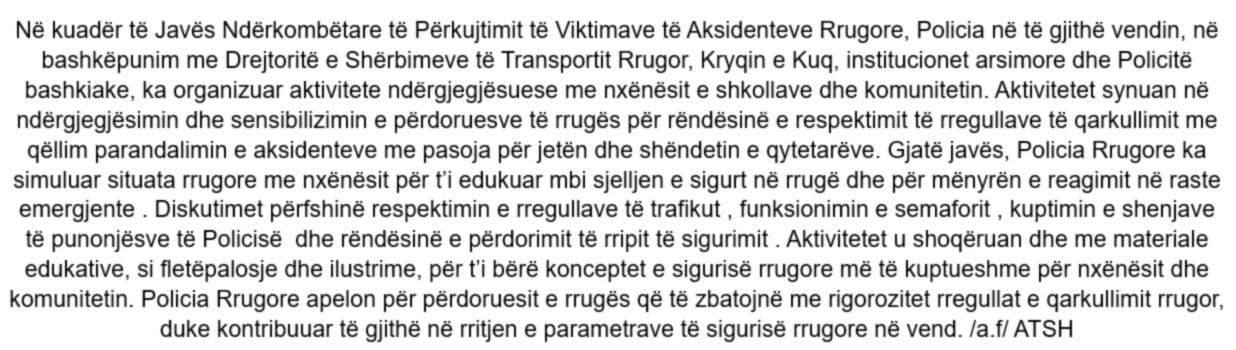 Në kuadër të Javës Ndërkombëtare të Përkujtimit të Viktimave të Aksidenteve Rrugore, Policia në të gjithë vendin, në
bashkëpunim me Drejtoritë e Shërbimeve të Transportit Rrugor, Kryqin e Kuq, institucionet arsimore dhe Policitë
bashkiake, ka organizuar aktivitete ndërgjegjësuese me nxënësit e shkollave dhe komunitetin. Aktivitetet synuan në
ndërgjegjësimin dhe sensibilizimin e përdoruesve të rrugës për rëndësinë e respektimit të rregullave të qarkullimit me
qëllim parandalimin e aksidenteve me pasoja për jetën dhe shëndetin e qytetarëve. Gjatë javës, Policia Rrugore ka
simuluar situata rrugore me nxënësit për t’i edukuar mbi sjelljen e sigurt në rrugë dhe për mënyrën e reagimit në raste
emergjente . Diskutimet përfshinë respektimin e rregullave të trafikut , funksionimin e semaforit , kuptimin e shenjave
të punonjësve të Policisë  dhe rëndësinë e përdorimit të rripit të sigurimit . Aktivitetet u shoqëruan dhe me materiale
edukative, si fletëpalosje dhe ilustrime, për t’i bërë konceptet e sigurisë rrugore më të kuptueshme për nxënësit dhe
komunitetin. Policia Rrugore apelon për përdoruesit e rrugës që të zbatojnë me rigorozitet rregullat e qarkullimit rrugor,
duke kontribuuar të gjithë në rritjen e parametrave të sigurisë rrugore në vend. /a.f/ ATSH